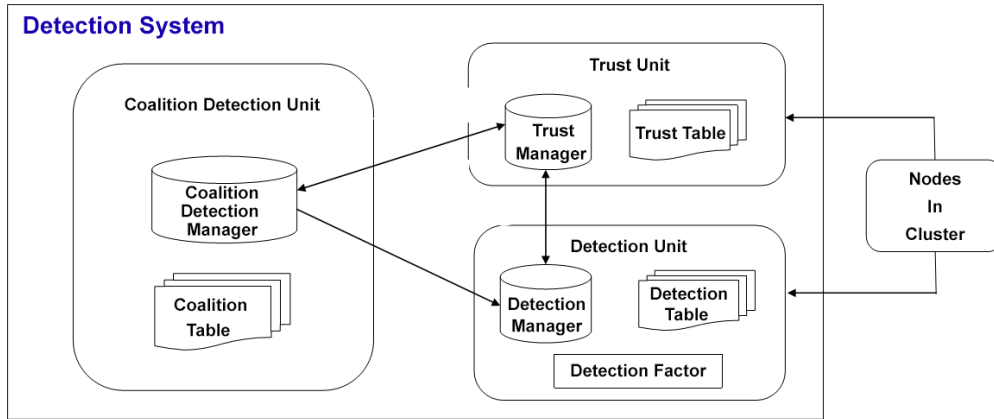 Detection System
Coalition Detection Unit
Coalition
Detection
Manager
Coalition
Table
Trust Unit
Trust
Manager
Trust Table
Detection Unit
Detection
Manager
Detection
Table
Detection Factor
Nodes
In
Cluster